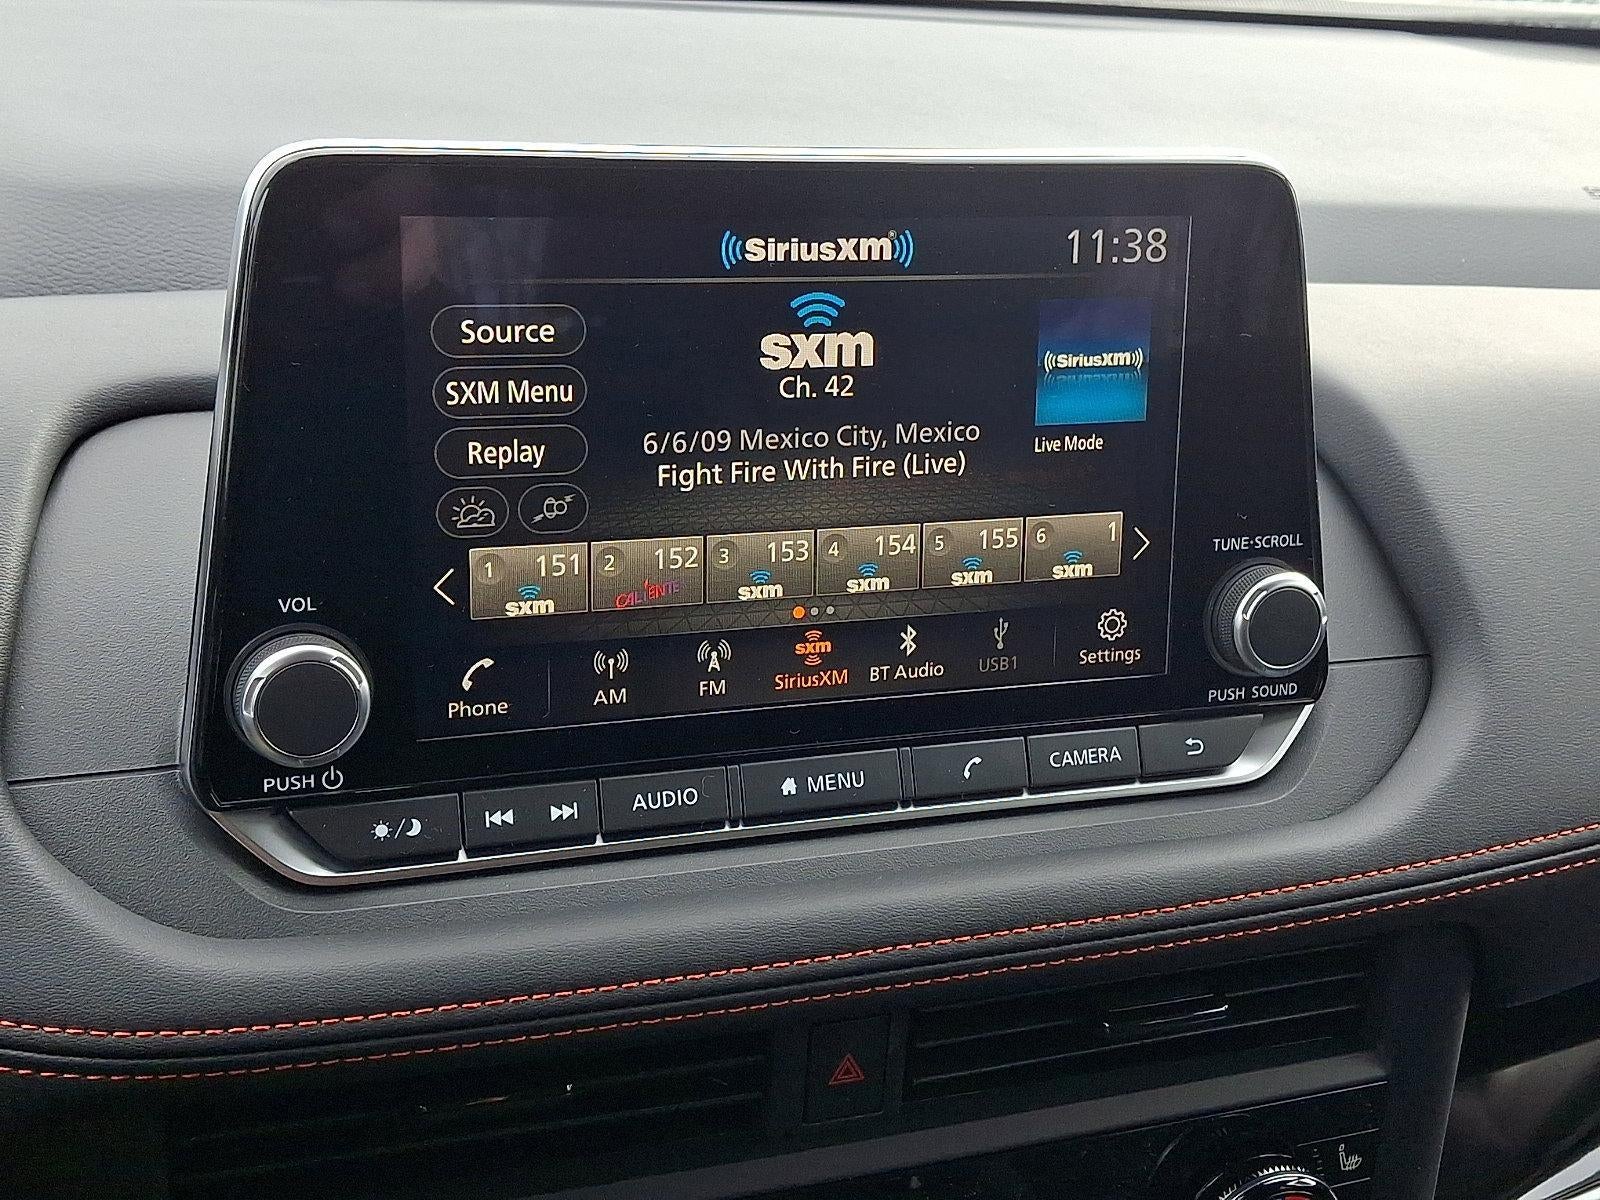 SiriusXM®
11:38
Source
SXM Menu
Replay
sxm
Ch. 42
6/6/09 Mexico City, Mexico
Fight Fire With Fire (Live)
SiriusXM
Live Mode
1 151 sxm
2 152 CALIENTE
3 153 sxm
4 154 sxm
5 155 sxm
6 1 sxm
Phone
AM
FM
sxm
SiriusXM
BT Audio
USB1
Settings
VOL
PUSH
TUNE·SCROLL
PUSH SOUND
AUDIO
MENU
CAMERA